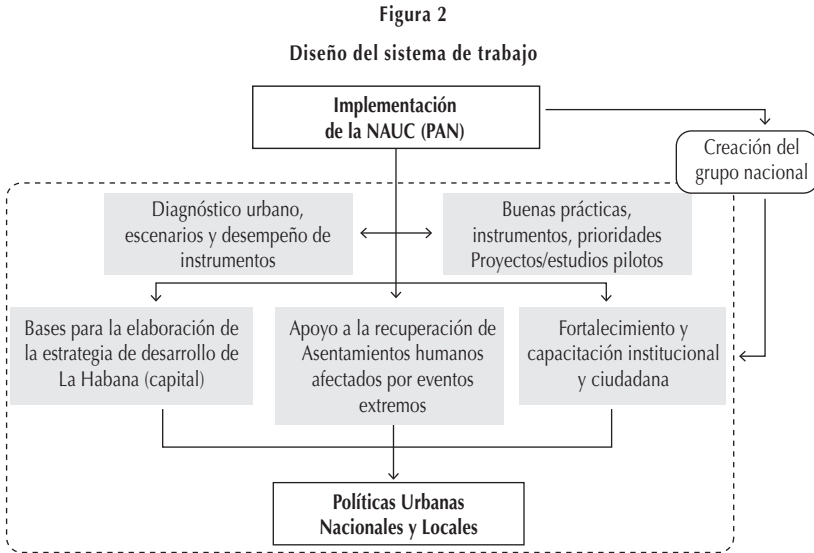 Figura 2
Diseño del sistema de trabajo
Implementación
de la NAUC (PAN)
Creación del
grupo nacional
Diagnóstico urbano,
escenarios y desempeño de
instrumentos
Buenas prácticas,
instrumentos, prioridades
Proyectos/estudios pilotos
Bases para la elaboración de
la estrategia de desarrollo de
La Habana (capital)
Apoyo a la recuperación de
Asentamientos humanos
afectados por eventos
extremos
Fortalecimiento y
capacitación institucional
y ciudadana
Políticas Urbanas
Nacionales y Locales